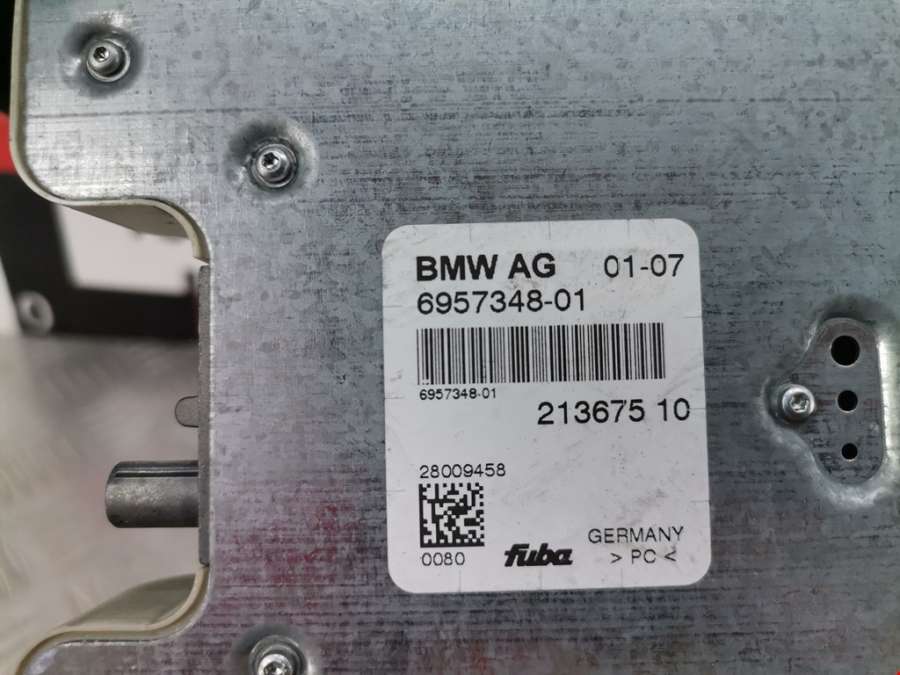 BMW AG 01-07
6957348-01
6957348-01
213675 10
28009458
0080 fuba GERMANY
> PC <